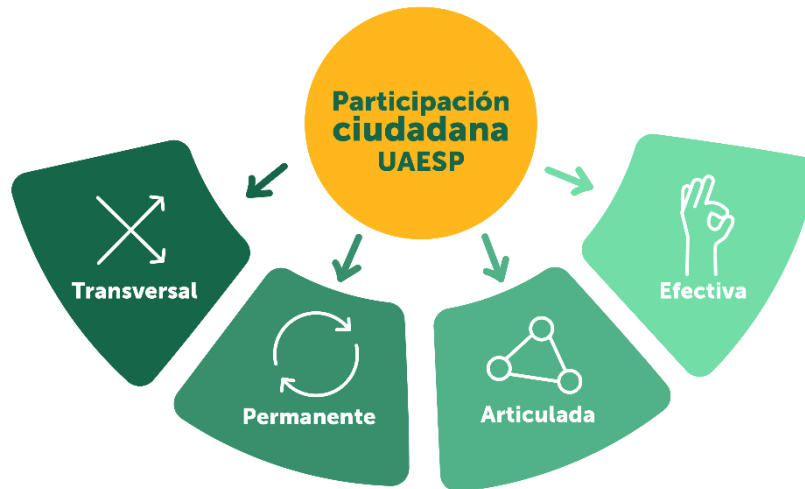 Participación
ciudadana
UAESP
Transversal
Permanente
Articulada
Efectiva